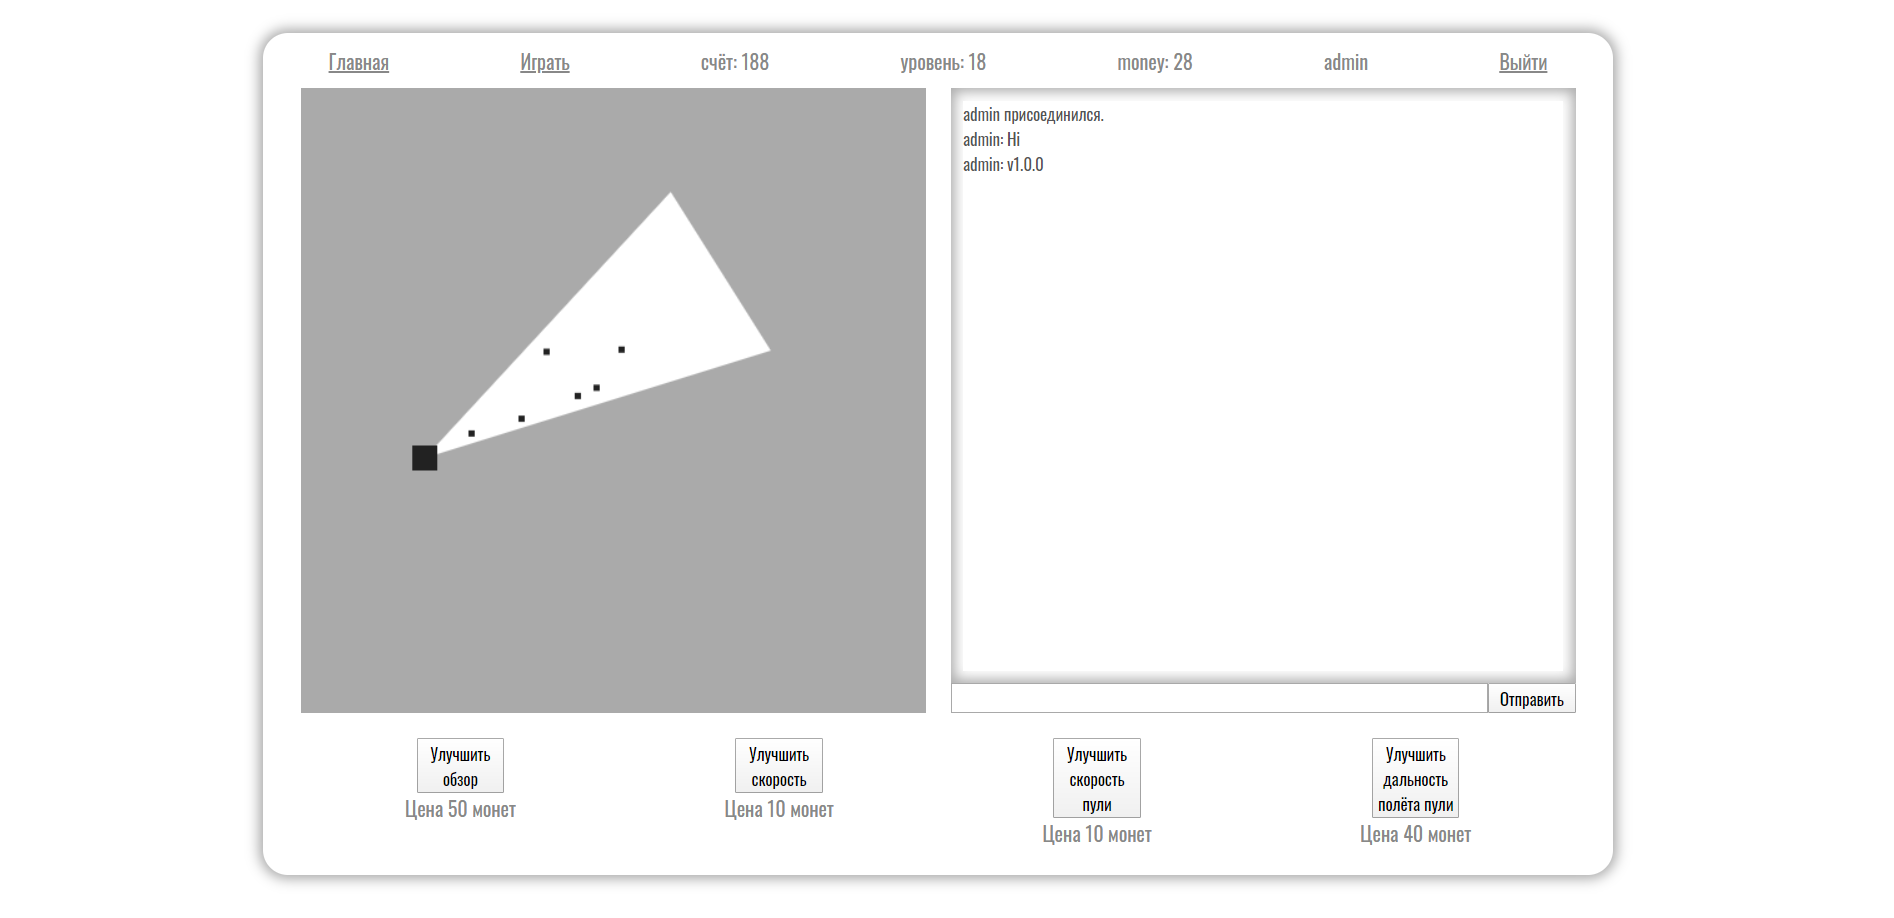 Главная Играть счёт: 188 уровень: 18 money: 28 admin Выйти
admin присоединился.
admin: Hi
admin: v1.0.0
Отправить
Улучшить
обзор
Цена 50 монет
Улучшить
скорость
Цена 10 монет
Улучшить
скорость
пули
Цена 10 монет
Улучшить
дальность
полёта пули
Цена 40 монет